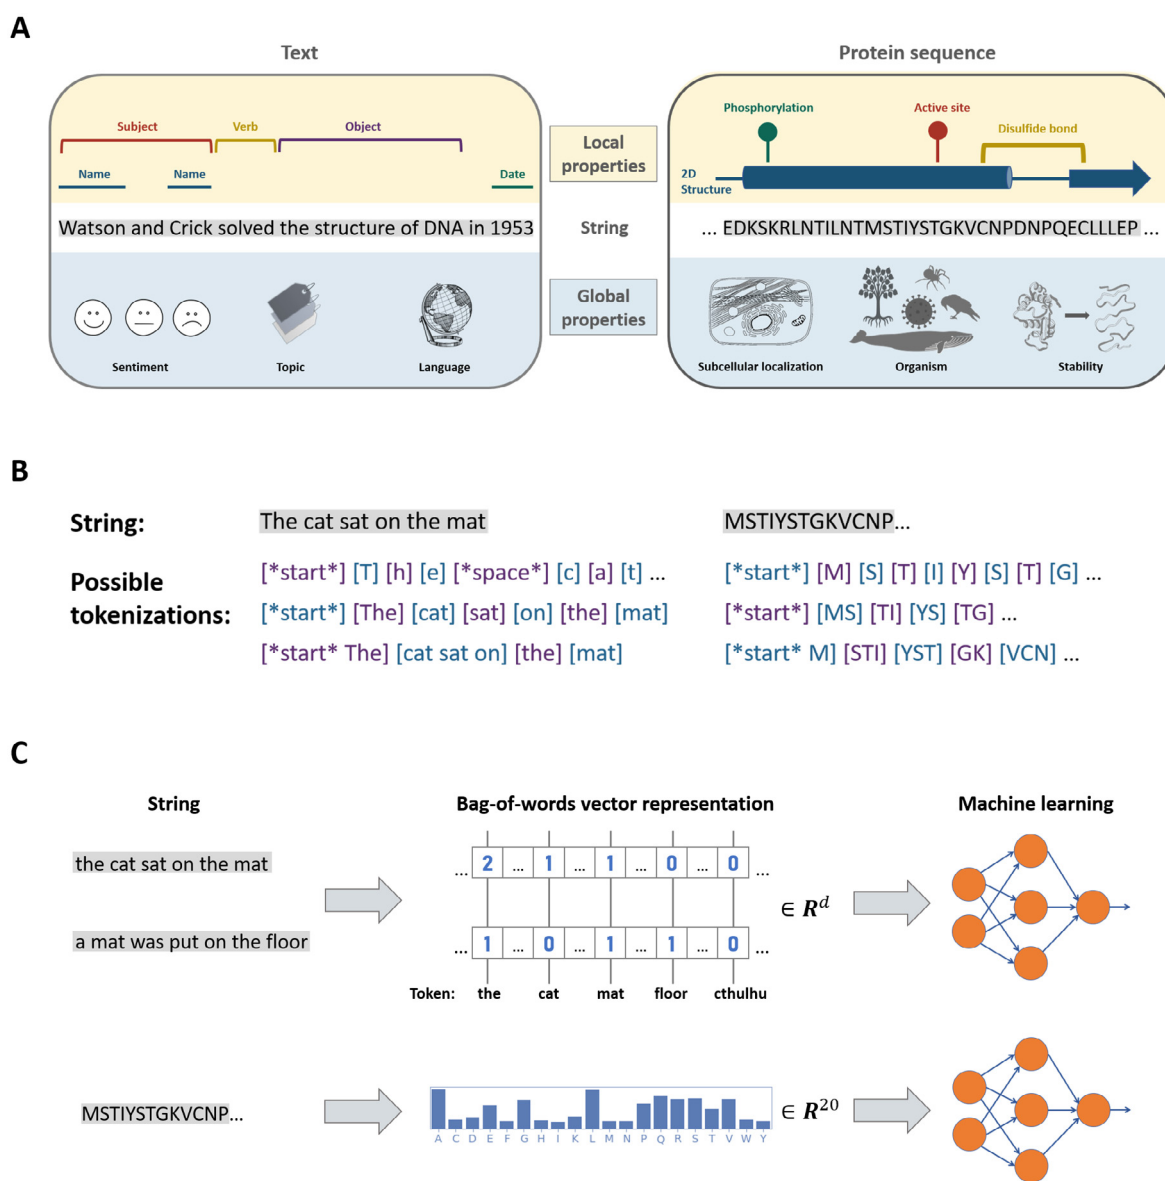 A
Text
Protein sequence
Subject
Verb
Object
Name
Name
Date
Local
properties
Phosphorylation
Active site
Disulfide bond
2D
Structure
Watson and Crick solved the structure of DNA in 1953
String
... EDKSKRLNTILNTMSTIYSTGKVCNPDNPQECLLLEP ...
Global
properties
Sentiment
Topic
Language
Subcellular localization
Organism
Stability
B
String:
The cat sat on the mat
MSTIYSTGKVCNP...
Possible
tokenizations:
[*start*] [T] [h] [e] [*space*] [c] [a] [t] ...
[*start*] [The] [cat] [sat] [on] [the] [mat]
[*start* The] [cat sat on] [the] [mat]
[*start*] [M] [S] [T] [I] [Y] [S] [T] [G] ...
[*start*] [MS] [TI] [YS] [TG] ...
[*start* M] [STI] [YST] [GK] [VCN] ...
C
String
Bag-of-words vector representation
Machine learning
the cat sat on the mat
... 2 ... 1 ... 1 ... 0 ... 0 ...
∈ R^d
a mat was put on the floor
... 1 ... 0 ... 1 ... 1 ... 0 ...
Token: the cat mat floor cthulhu
MSTIYSTGKVCNP...
A C D E F G H I K L M N P Q R S T V W Y
∈ R^20